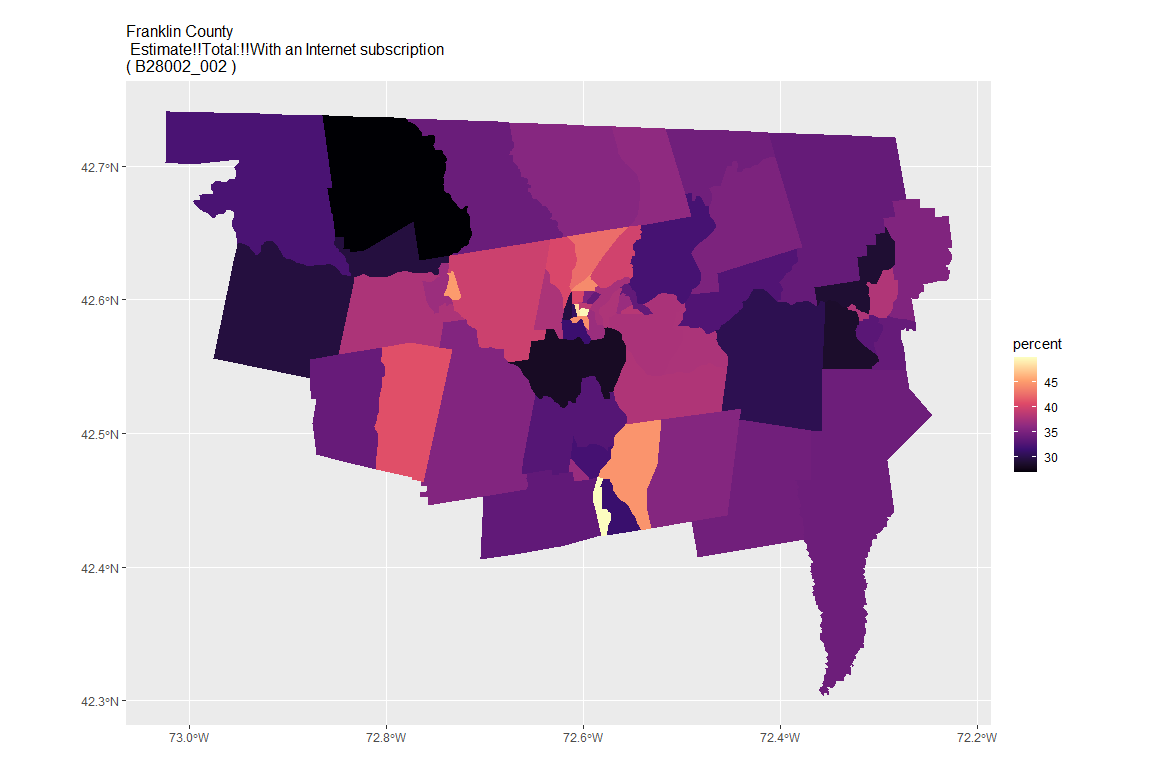 Franklin County
Estimate!!Total:!!With an Internet subscription
( B28002_002 )
42.7°N
42.6°N
42.5°N
42.4°N
42.3°N
73.0°W
72.8°W
72.6°W
72.4°W
72.2°W
percent
45
40
35
30